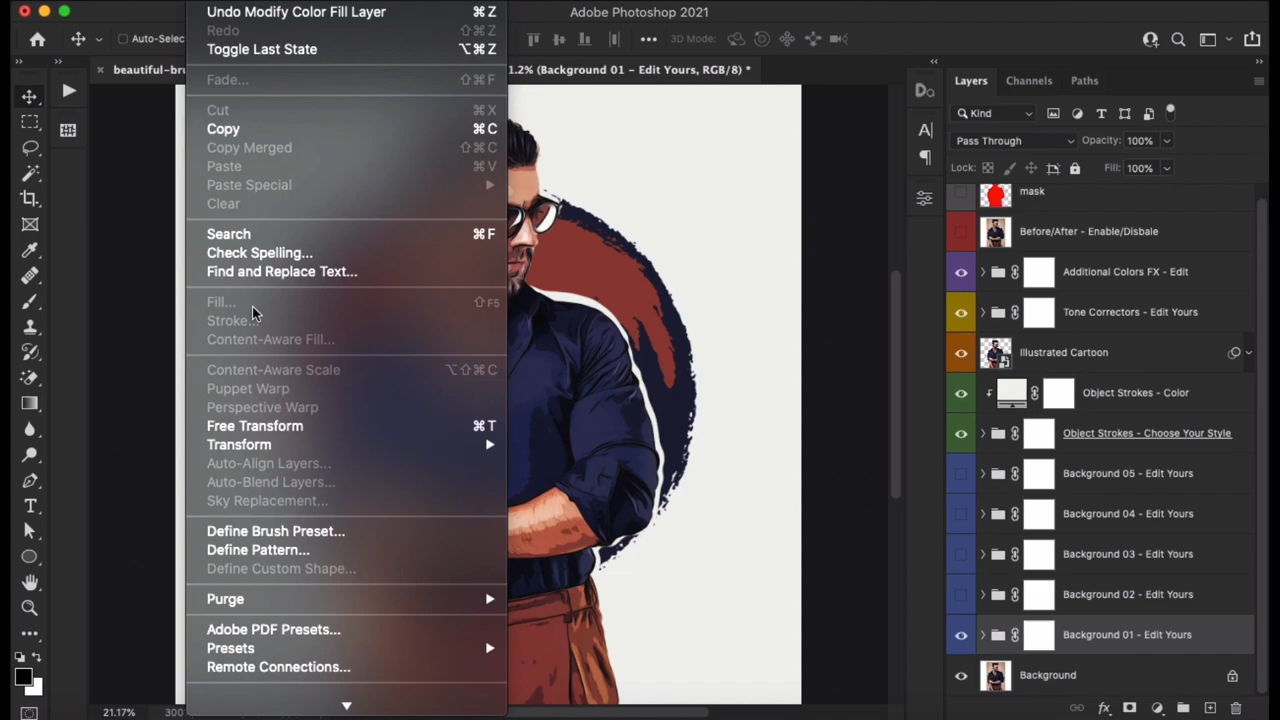 Adobe Photoshop 2021
Auto-Selec
3D Mode:
beautiful-bru
1.2% (Background 01 - Edit Yours, RGB/8) *
Undo Modify Color Fill Layer ⌘Z
Redo ⇧⌘Z
Toggle Last State ⌥⌘Z
Fade... ⇧⌘F
Cut ⌘X
Copy ⌘C
Copy Merged ⇧⌘C
Paste ⌘V
Paste Special
Clear
Search ⌘F
Check Spelling...
Find and Replace Text...
Fill... ⇧F5
Stroke...
Content-Aware Fill...
Content-Aware Scale ⌥⇧⌘C
Puppet Warp
Perspective Warp
Free Transform ⌘T
Transform
Auto-Align Layers...
Auto-Blend Layers...
Sky Replacement...
Define Brush Preset...
Define Pattern...
Define Custom Shape...
Purge
Adobe PDF Presets...
Presets
Remote Connections...
21.17%
300
Layers Channels Paths
Kind
Pass Through Opacity: 100%
Lock: Fill: 100%
mask
Before/After - Enable/Disbale
Additional Colors FX - Edit
Tone Correctors - Edit Yours
Illustrated Cartoon
Object Strokes - Color
Object Strokes - Choose Your Style
Background 05 - Edit Yours
Background 04 - Edit Yours
Background 03 - Edit Yours
Background 02 - Edit Yours
Background 01 - Edit Yours
Background
fx